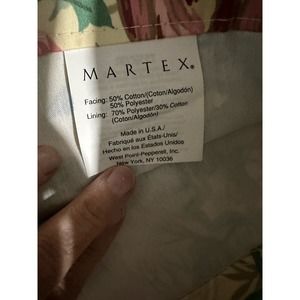 MARTEX®
Facing: 50% Cotton/(Coton/Algodón)
50% Polyester
Lining: 70% Polyester/30% Cotton
(Coton/Algodón)
Made in U.S.A./
Fabriqué aux États-Unis/
Hecho en los Estados Unidos
West Point-Pepperell, Inc.
New York, NY 10036